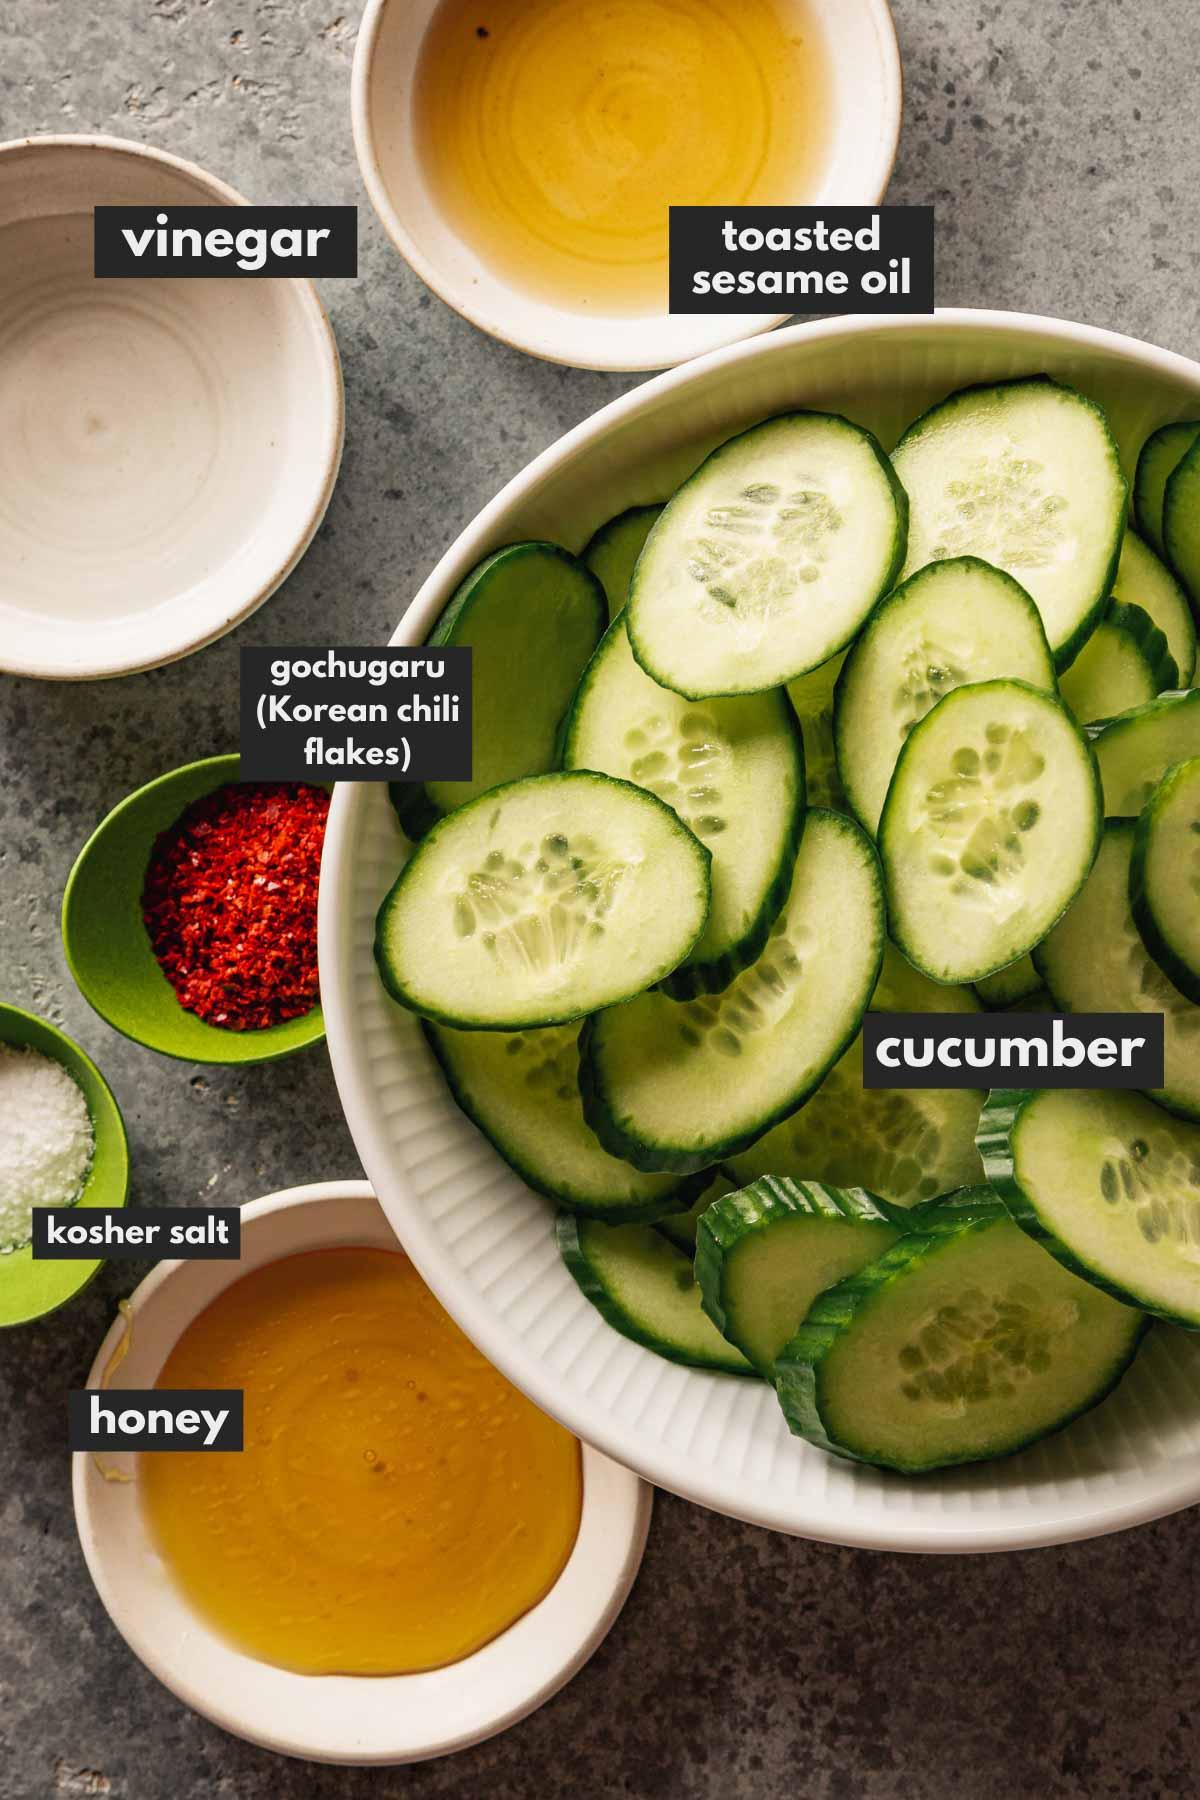 vinegar
toasted
sesame oil
gochugaru
(Korean chili
flakes)
cucumber
kosher salt
honey